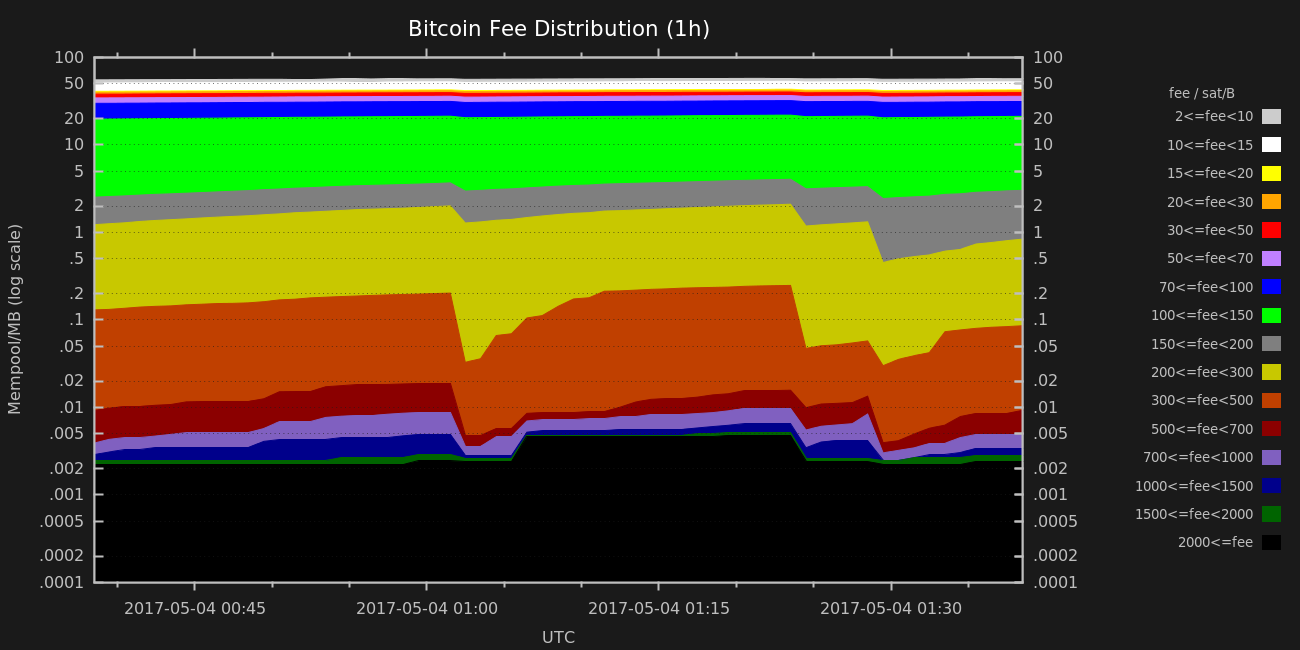 Bitcoin Fee Distribution (1h)
Mempool/MB (log scale)
100
50
20
10
5
2
1
.5
.2
.1
.05
.02
.01
.005
.002
.001
.0005
.0002
.0001
100
50
20
10
5
2
1
.5
.2
.1
.05
.02
.01
.005
.002
.001
.0005
.0002
.0001
fee / sat/B
2<=fee<10
10<=fee<15
15<=fee<20
20<=fee<30
30<=fee<50
50<=fee<70
70<=fee<100
100<=fee<150
150<=fee<200
200<=fee<300
300<=fee<500
500<=fee<700
700<=fee<1000
1000<=fee<1500
1500<=fee<2000
2000<=fee
2017-05-04 00:45 2017-05-04 01:00 2017-05-04 01:15 2017-05-04 01:30
UTC